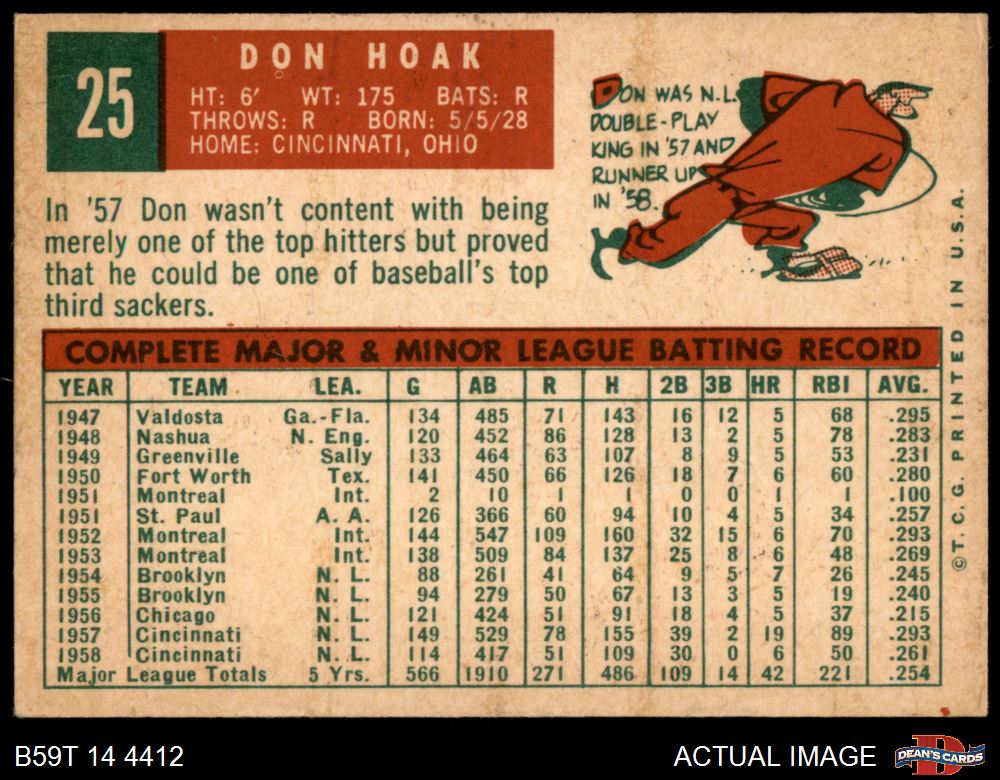 25
DON HOAK
HT: 6' WT: 175 BATS: R
THROWS: R BORN: 5/5/28
HOME: CINCINNATI, OHIO
DON WAS N.L.
DOUBLE-PLAY
KING IN '57 AND
RUNNER UP
IN '58.
In '57 Don wasn't content with being
merely one of the top hitters but proved
that he could be one of baseball's top
third sackers.
COMPLETE MAJOR & MINOR LEAGUE BATTING RECORD
YEAR TEAM LEA. G AB R H 2B 3B HR RBI AVG.
1947 Valdosta Ga.-Fla. 134 485 71 143 16 12 5 68 .295
1948 Nashua N. Eng. 120 452 86 128 13 2 5 78 .283
1949 Greenville Sally 133 464 63 107 8 9 5 53 .231
1950 Fort Worth Tex. 141 450 66 126 18 7 6 60 .280
1951 Montreal Int. 2 10 1 1 0 0 1 1 .100
1951 St. Paul A. A. 126 366 60 94 10 4 5 34 .257
1952 Montreal Int. 144 547 109 160 32 15 6 70 .293
1953 Montreal Int. 138 509 84 137 25 8 6 48 .269
1954 Brooklyn N. L. 88 261 41 64 9 5 7 26 .245
1955 Brooklyn N. L. 94 279 50 67 13 3 5 19 .240
1956 Chicago N. L. 121 424 51 91 18 4 5 37 .215
1957 Cincinnati N. L. 149 529 78 155 39 2 19 89 .293
1958 Cincinnati N. L. 114 417 51 109 30 0 6 50 .261
Major League Totals 5 Yrs. 566 1910 271 486 109 14 42 221 .254
©T.C.G. PRINTED IN U.S.A.
B59T 14 4412
ACTUAL IMAGE
D
DEAN'S CARDS